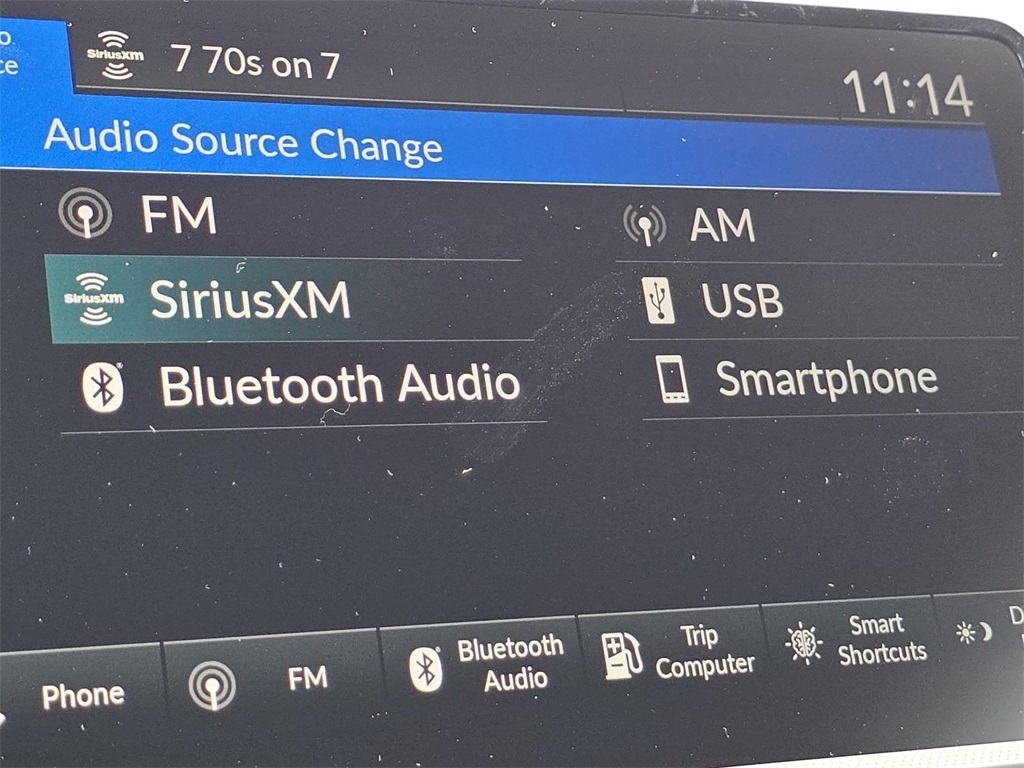 SiriusXM
7 70s on 7
11:14
Audio Source Change
FM
AM
SiriusXM
SiriusXM
USB
Bluetooth Audio
Smartphone
Phone
FM
Bluetooth
Audio
Trip
Computer
Smart
Shortcuts